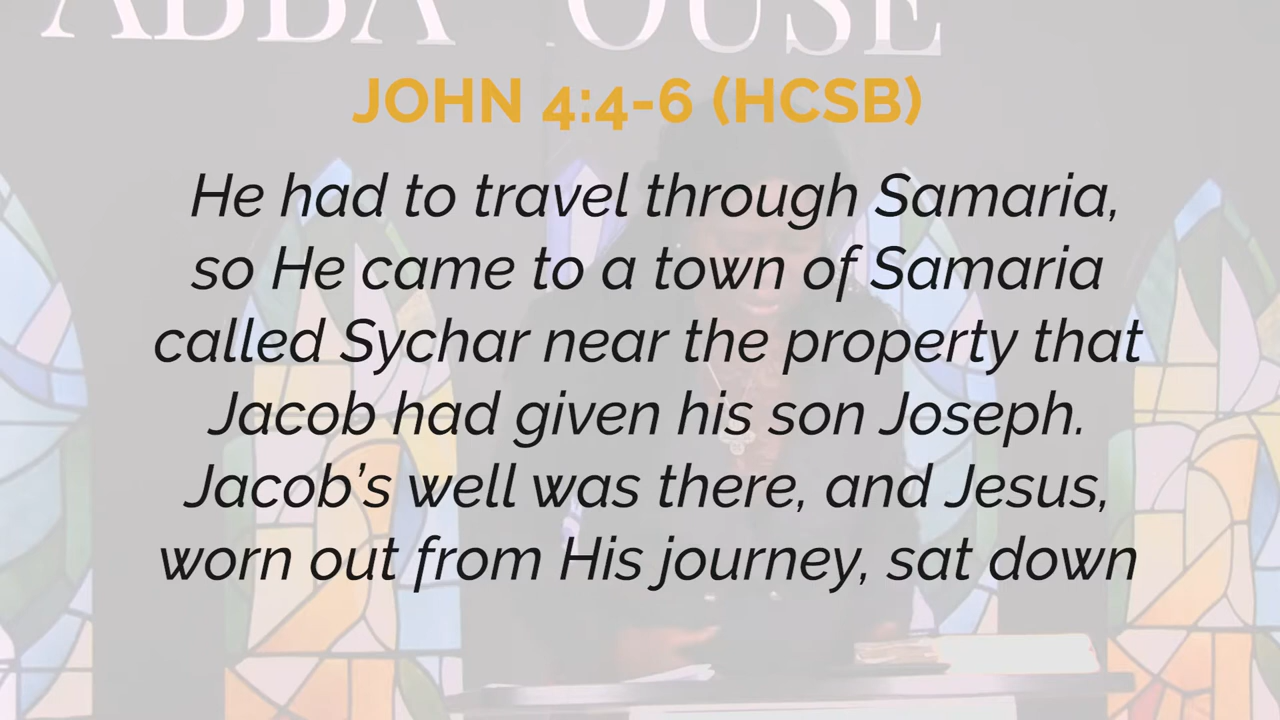 ABBA HOUSE
JOHN 4:4-6 (HCSB)
He had to travel through Samaria,
so He came to a town of Samaria
called Sychar near the property that
Jacob had given his son Joseph.
Jacob’s well was there, and Jesus,
worn out from His journey, sat down